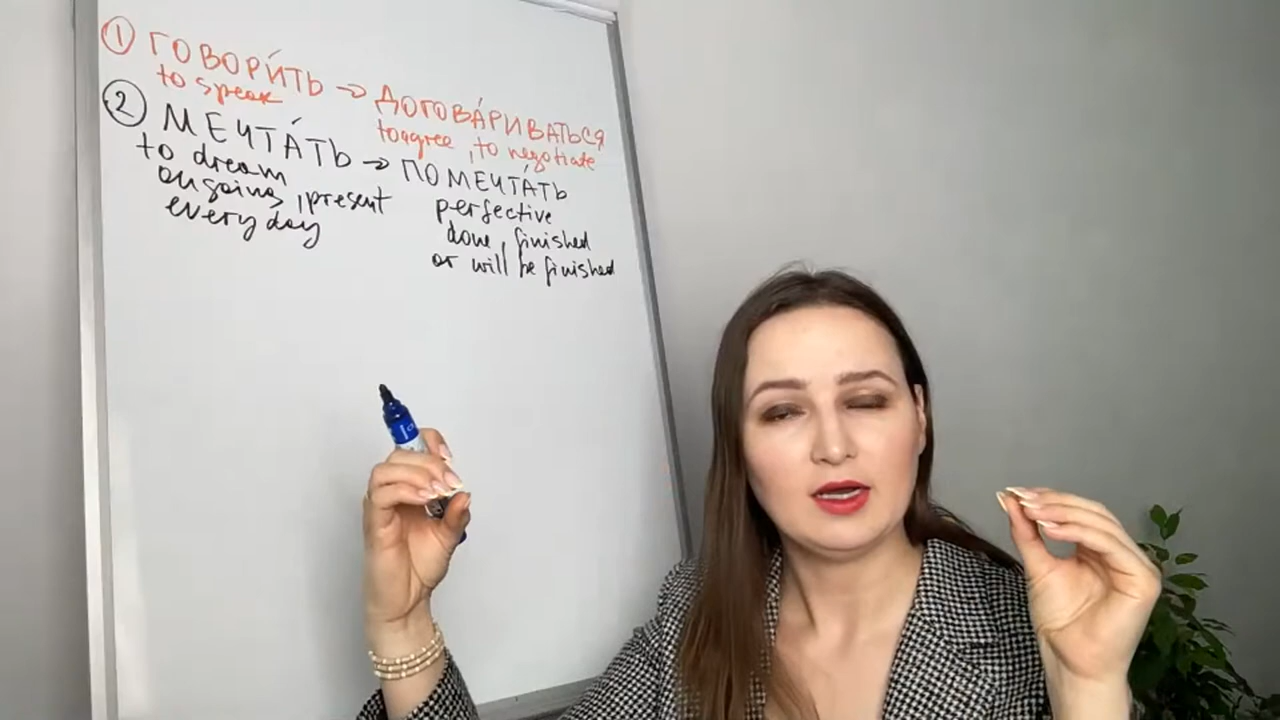 ① ГОВОРИ́ТЬ → ДОГОВА́РИВАТЬСЯ
to speak
to agree, to negotiate
② МЕЧТА́ТЬ → ПОМЕЧТА́ТЬ
to dream
ongoing, present
every day
perfective
done, finished
or will be finished